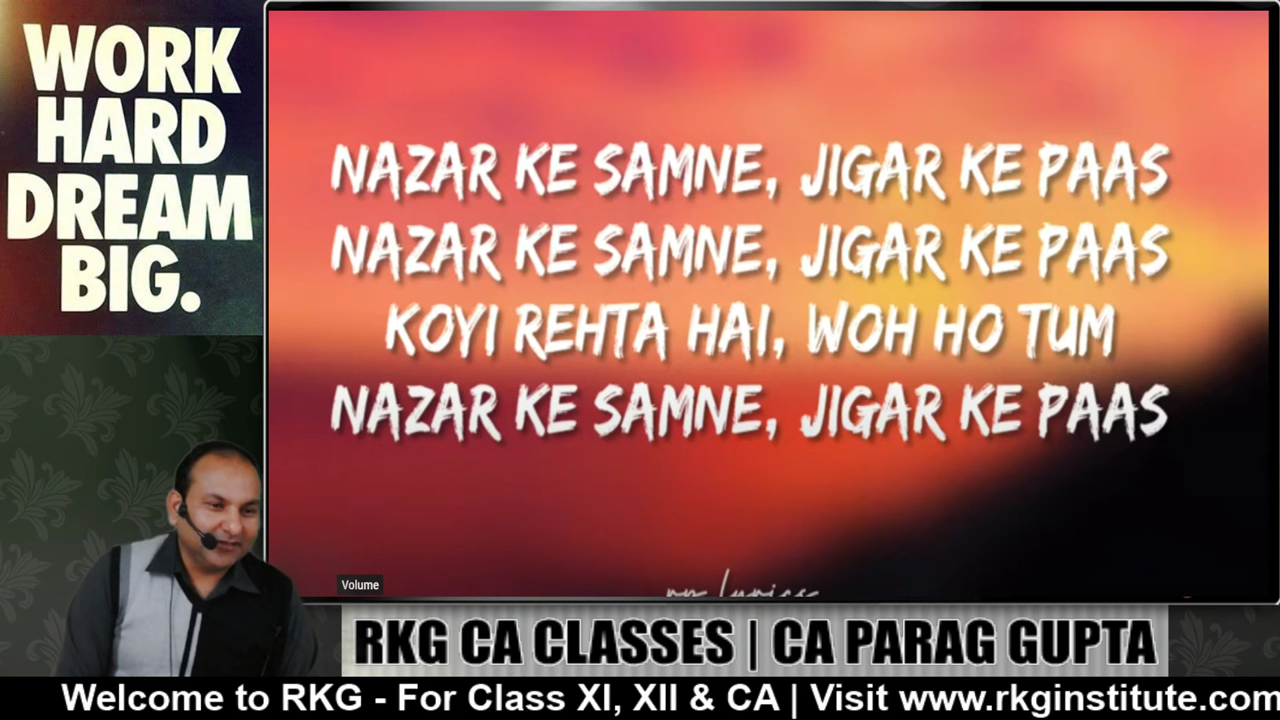 WORK
HARD
DREAM
BIG.
NAZAR KE SAMNE, JIGAR KE PAAS
NAZAR KE SAMNE, JIGAR KE PAAS
KOYI REHTA HAI, WOH HO TUM
NAZAR KE SAMNE, JIGAR KE PAAS
Volume
RKG CA CLASSES | CA PARAG GUPTA
Welcome to RKG - For Class XI, XII & CA | Visit www.rkginstitute.com